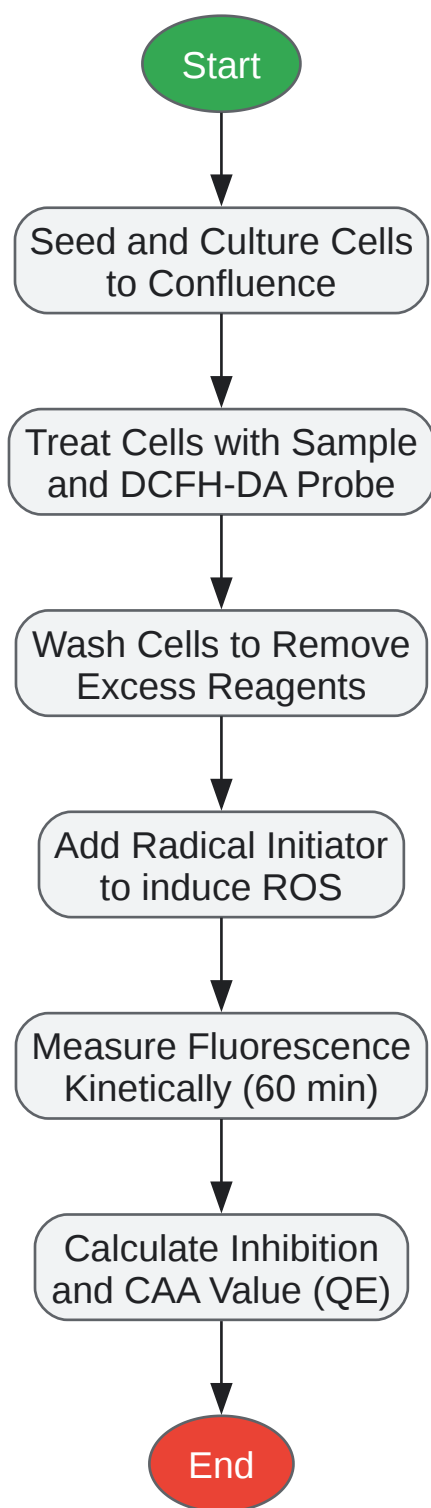 Start
Seed and Culture Cells
to Confluence
Treat Cells with Sample
and DCFH-DA Probe
Wash Cells to Remove
Excess Reagents
Add Radical Initiator
to induce ROS
Measure Fluorescence
Kinetically (60 min)
Calculate Inhibition
and CAA Value (QE)
End